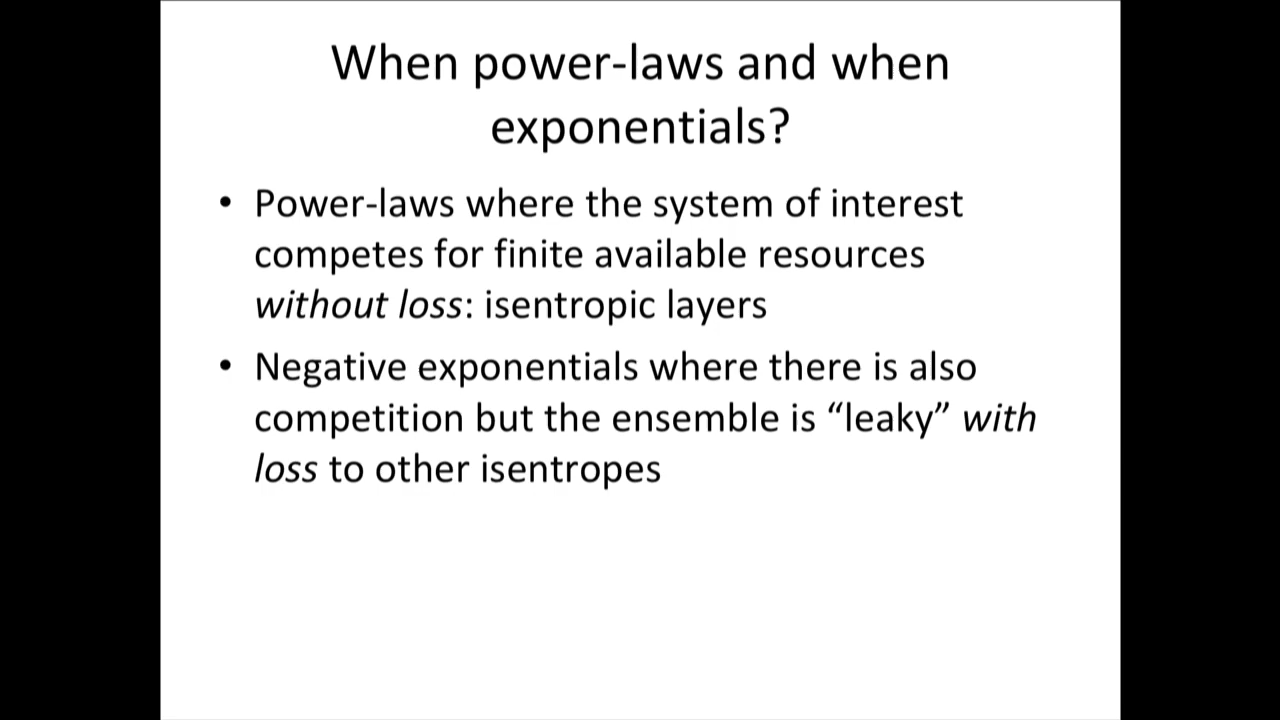 When power-laws and when
exponentials?
• Power-laws where the system of interest
competes for finite available resources
without loss: isentropic layers
• Negative exponentials where there is also
competition but the ensemble is “leaky” with
loss to other isentropes